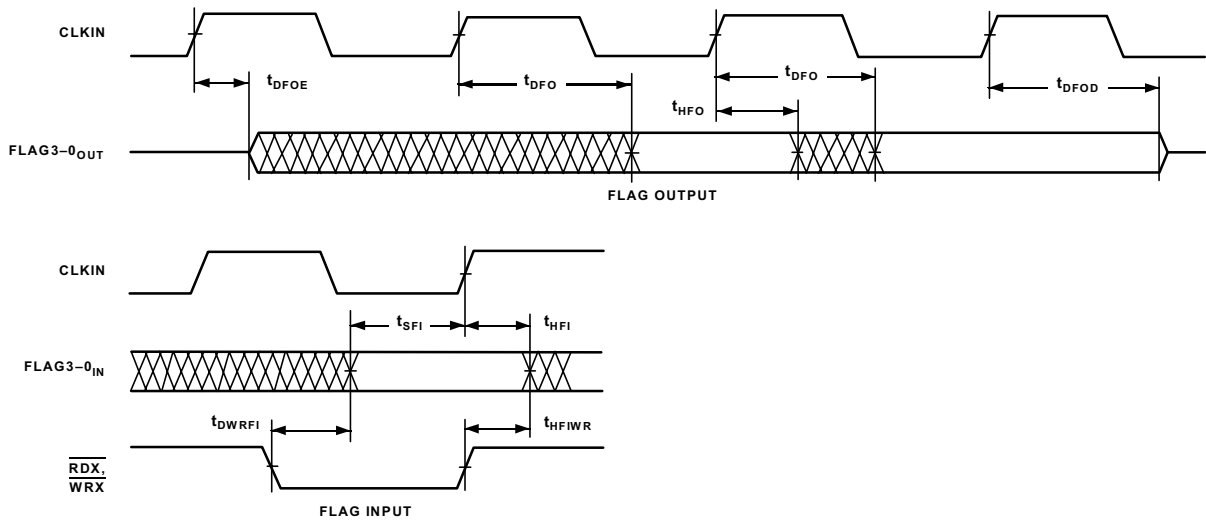 CLKIN
tDFOE
tDFO
tDFO
tDFOD
tHFO
FLAG3–0OUT
FLAG OUTPUT
CLKIN
tSFI
tHFI
FLAG3–0IN
tDWRFI
tHFIWR
RDX,
WRX
FLAG INPUT